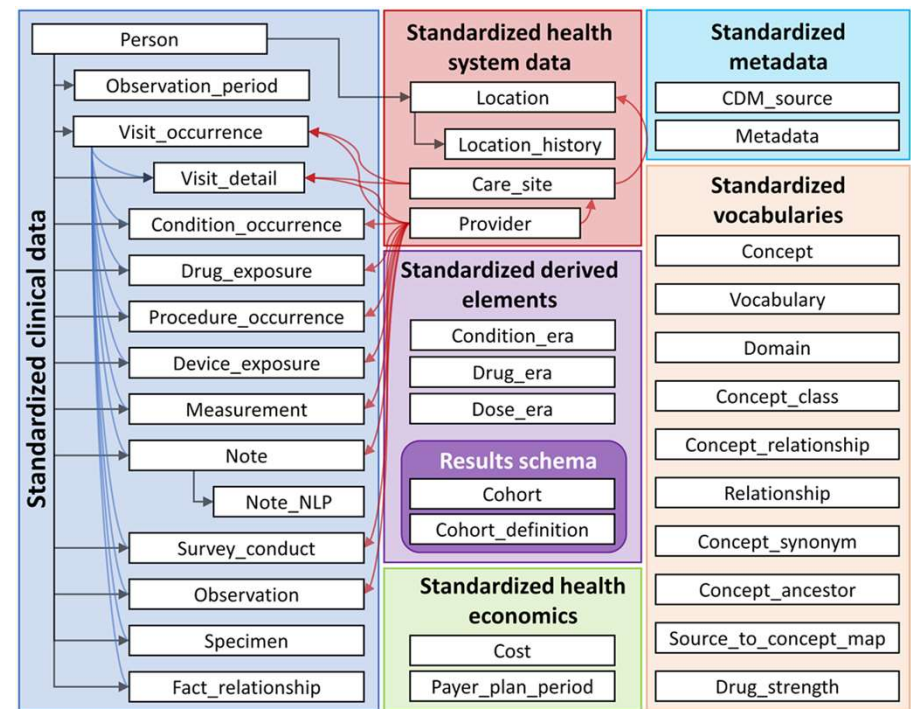 Standardized clinical data
Person
Observation_period
Visit_occurrence
Visit_detail
Condition_occurrence
Drug_exposure
Procedure_occurrence
Device_exposure
Measurement
Note
Note_NLP
Survey_conduct
Observation
Specimen
Fact_relationship
Standardized health
system data
Location
Location_history
Care_site
Provider
Standardized derived
elements
Condition_era
Drug_era
Dose_era
Results schema
Cohort
Cohort_definition
Standardized health
economics
Cost
Payer_plan_period
Standardized
metadata
CDM_source
Metadata
Standardized
vocabularies
Concept
Vocabulary
Domain
Concept_class
Concept_relationship
Relationship
Concept_synonym
Concept_ancestor
Source_to_concept_map
Drug_strength